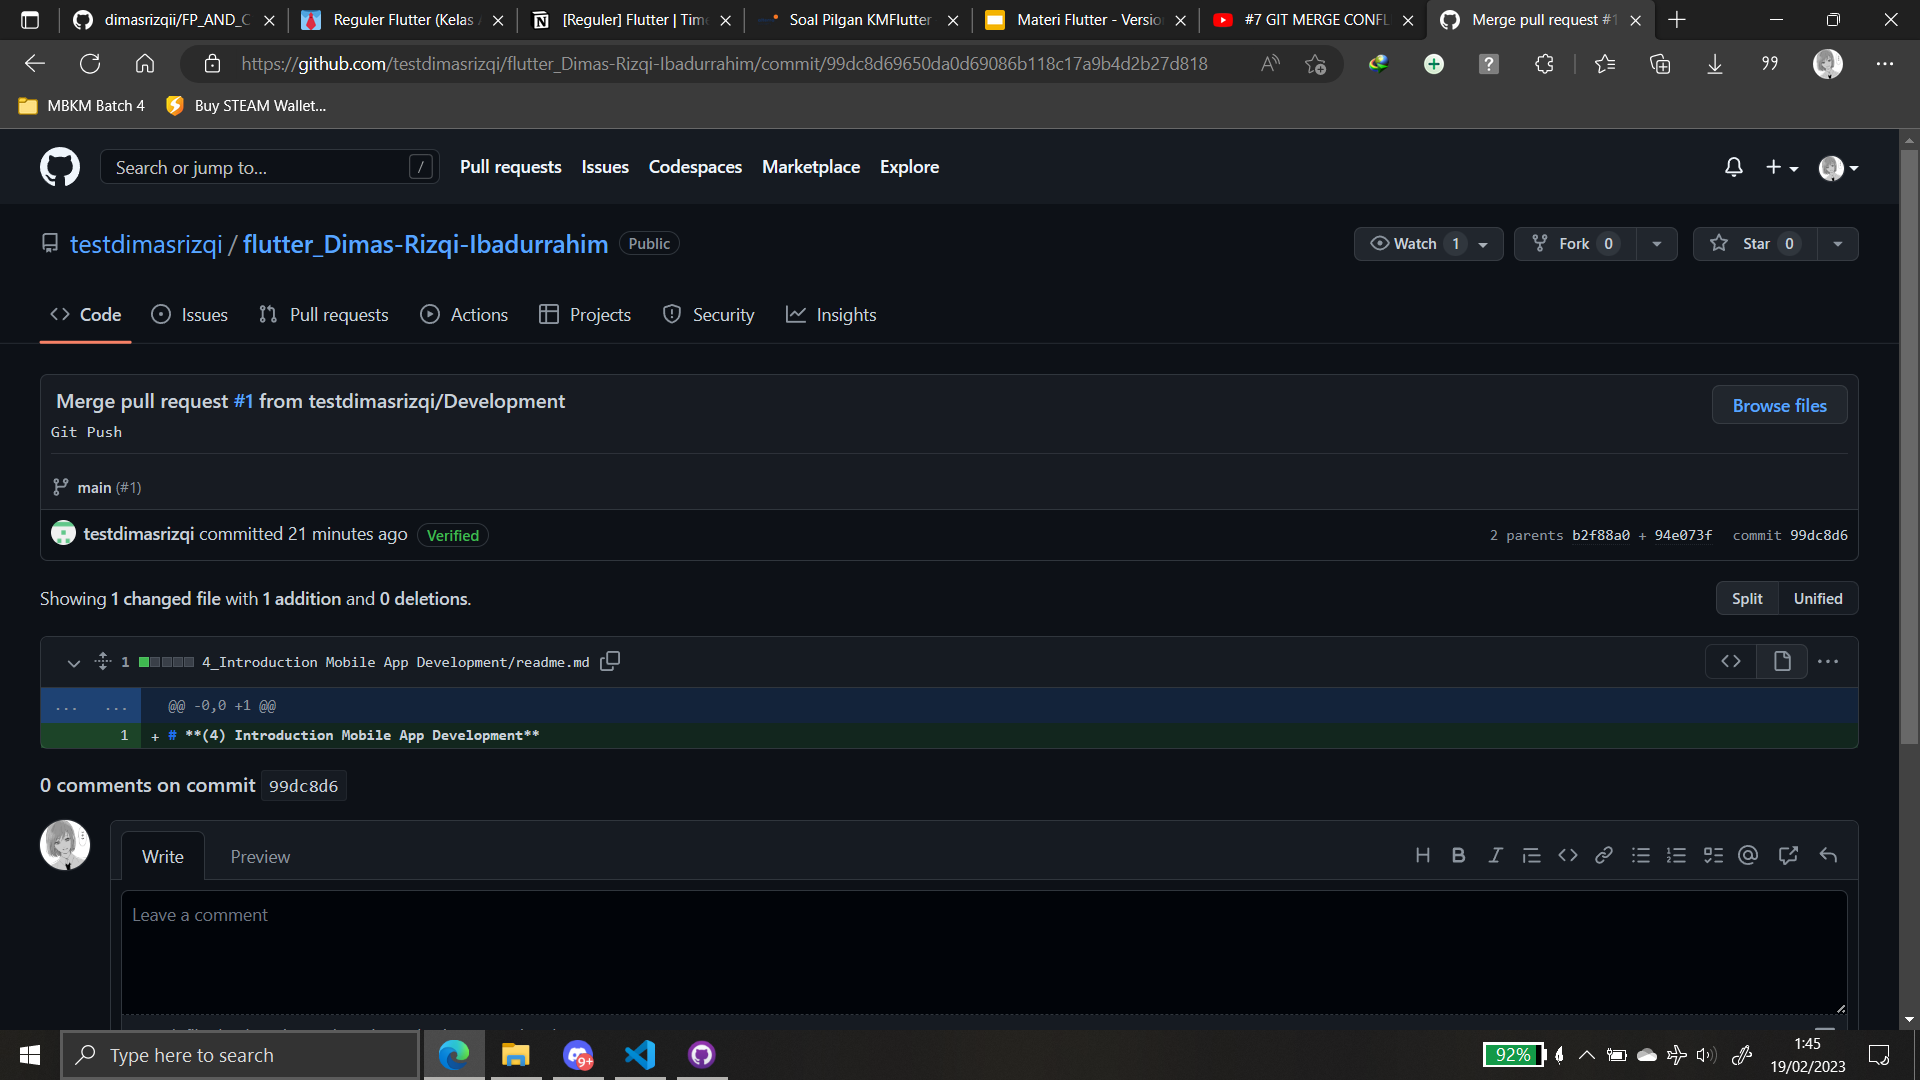 dimasrizqii/FP_AND_C
Reguler Flutter (Kelas A
[Reguler] Flutter | Time
Soal Pilgan KMFlutter
Materi Flutter - Versio
#7 GIT MERGE CONFL
Merge pull request #1
https://github.com/testdimasrizqi/flutter_Dimas-Rizqi-Ibadurrahim/commit/99dc8d69650da0d69086b118c17a9b4d2b27d818
MBKM Batch 4
Buy STEAM Wallet...
Search or jump to... /
Pull requests Issues Codespaces Marketplace Explore
testdimasrizqi / flutter_Dimas-Rizqi-Ibadurrahim Public
Watch 1 Fork 0 Star 0
Code Issues Pull requests Actions Projects Security Insights
Merge pull request #1 from testdimasrizqi/Development
Browse files
Git Push
main (#1)
testdimasrizqi committed 21 minutes ago Verified
2 parents b2f88a0 + 94e073f commit 99dc8d6
Showing 1 changed file with 1 addition and 0 deletions.
Split Unified
1 4_Introduction Mobile App Development/readme.md
... ... @@ -0,0 +1 @@
1 + # **(4) Introduction Mobile App Development**
0 comments on commit 99dc8d6
Write Preview
Leave a comment
Type here to search
9+
92%
1:45
19/02/2023